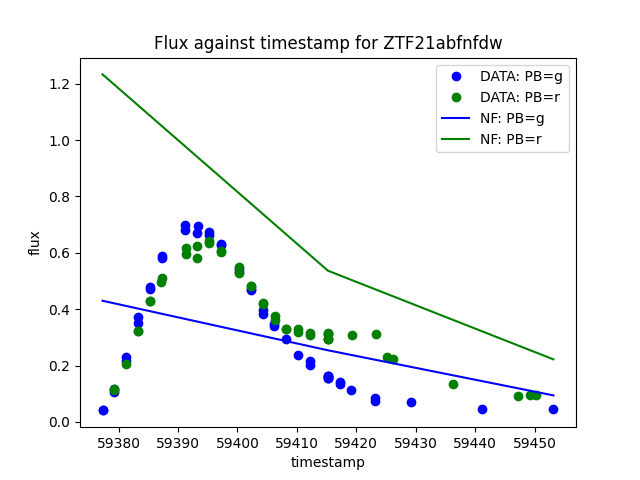 Flux against timestamp for ZTF21abfnfdw
DATA: PB=g
DATA: PB=r
NF: PB=g
NF: PB=r
flux
1.2
1.0
0.8
0.6
0.4
0.2
0.0
59380 59390 59400 59410 59420 59430 59440 59450
timestamp